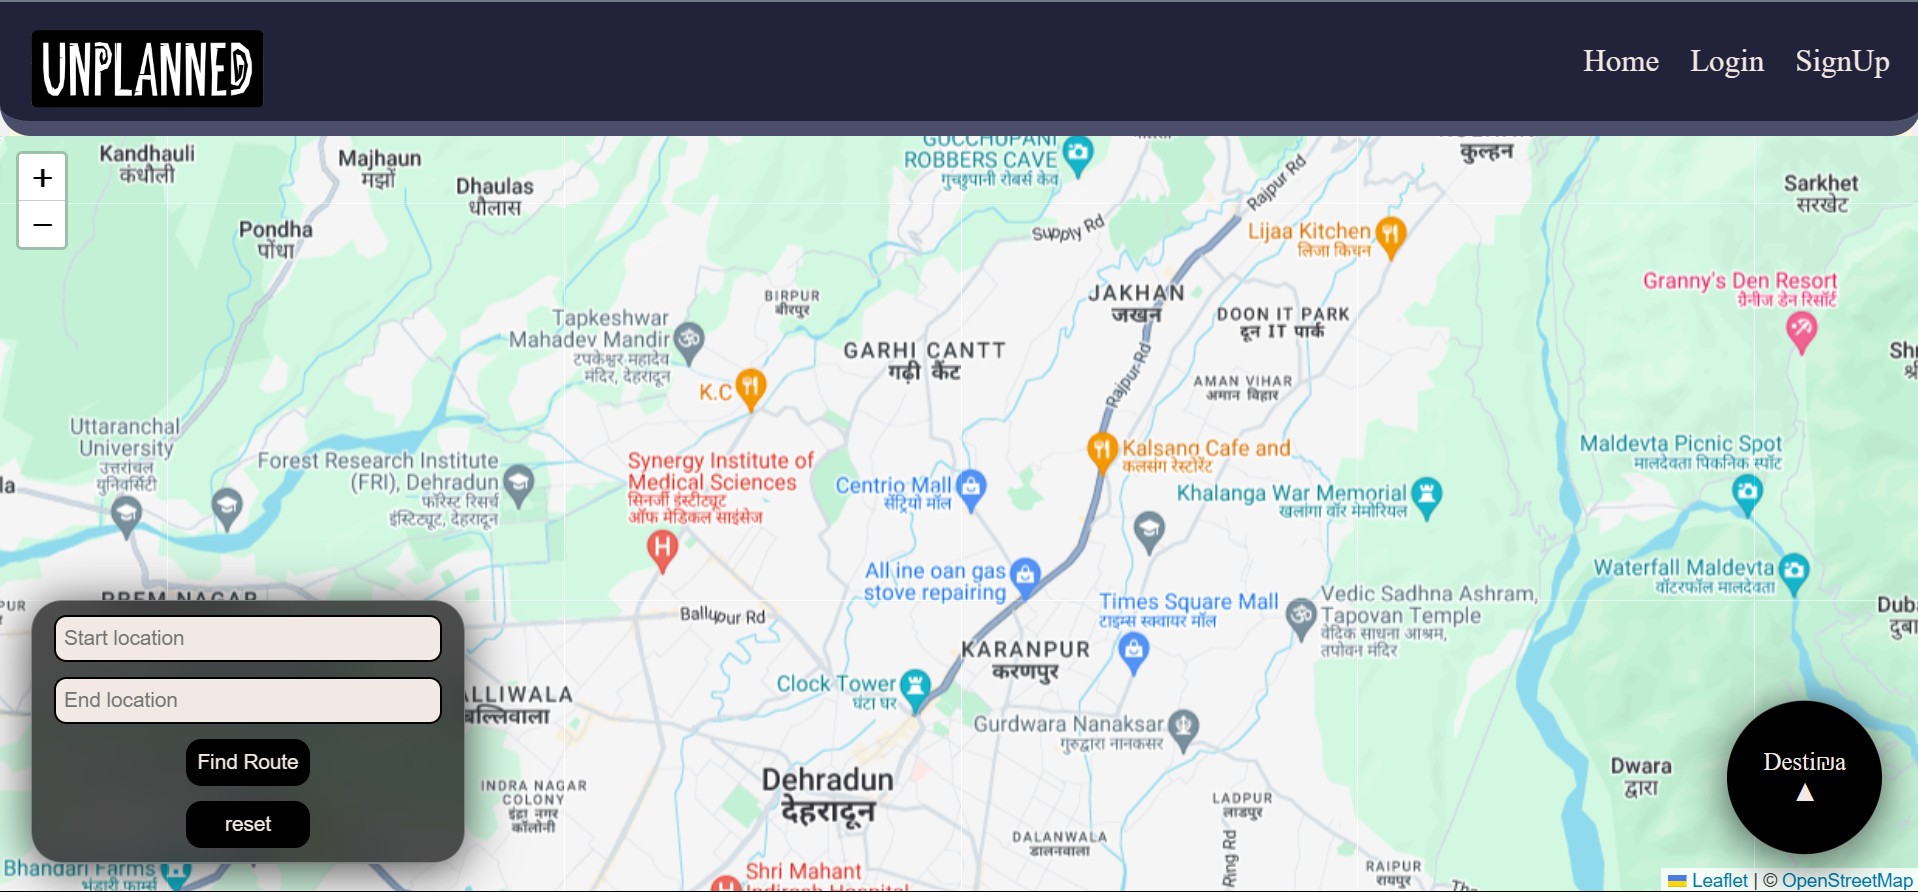 UNPLANNED
Home Login SignUp
+
−
Kandhauli
कंधौली
Majhaun
मझौं
Dhaulas
धौलास
Pondha
पोंधा
GUCCHUPANI
ROBBERS CAVE
गुच्छुपानी रोबर्स केव
Supply Rd
Rajpur Rd
कुल्हन
Sarkhet
सरखेट
Lijaa Kitchen
लिजा किचन
Granny's Den Resort
ग्रैनीज डेन रिसॉर्ट
BIRPUR
बीरपुर
Tapkeshwar
Mahadev Mandir
टपकेश्वर महादेव
मंदिर, देहरादून
JAKHAN
जखन
DOON IT PARK
दून IT पार्क
GARHI CANTT
गढ़ी कैंट
Rajpur Rd
AMAN VIHAR
अमान विहार
K.C
Uttaranchal
University
उत्तरांचल
युनिवर्सिटी
Forest Research Institute
(FRI), Dehradun
फॉरेस्ट रिसर्च
इंस्टिट्यूट, देहरादून
Synergy Institute of
Medical Sciences
सिनर्जी इंस्टीट्यूट
ऑफ मेडिकल साइंसेज
H
Centrio Mall
सेंट्रियो मॉल
Kalsang Cafe and
कलसंग रेस्टोरेंट
Khalanga War Memorial
खलांगा वॉर मेमोरियल
Maldevta Picnic Spot
मालदेवता पिकनिक स्पॉट
All ine oan gas
stove repairing
Waterfall Maldevta
वॉटरफॉल मालदेवता
Times Square Mall
टाइम्स स्क्वायर मॉल
Vedic Sadhna Ashram,
Tapovan Temple
वेदिक साधना आश्रम,
तपोवन मंदिर
PREM NAGAR
Ballupur Rd
KARANPUR
करणपुर
Start location
End location
Find Route
reset
ALLIWALA
बल्लिवाला
Clock Tower
घंटा घर
Gurdwara Nanaksar
गुरुद्वारा नानकसर
Dehradun
देहरादून
INDRA NAGAR
COLONY
इंद्रा नगर
कॉलोनी
LADPUR
लाडपुर
Dwara
द्वारा
DALANWALA
डालनवाला
Ring Rd
RAIPUR
रायपुर
Bhandari Farms
भंडारी फार्म्स
Shri Mahant
Indiresh Hospital
▲
Leaflet | © OpenStreetMap